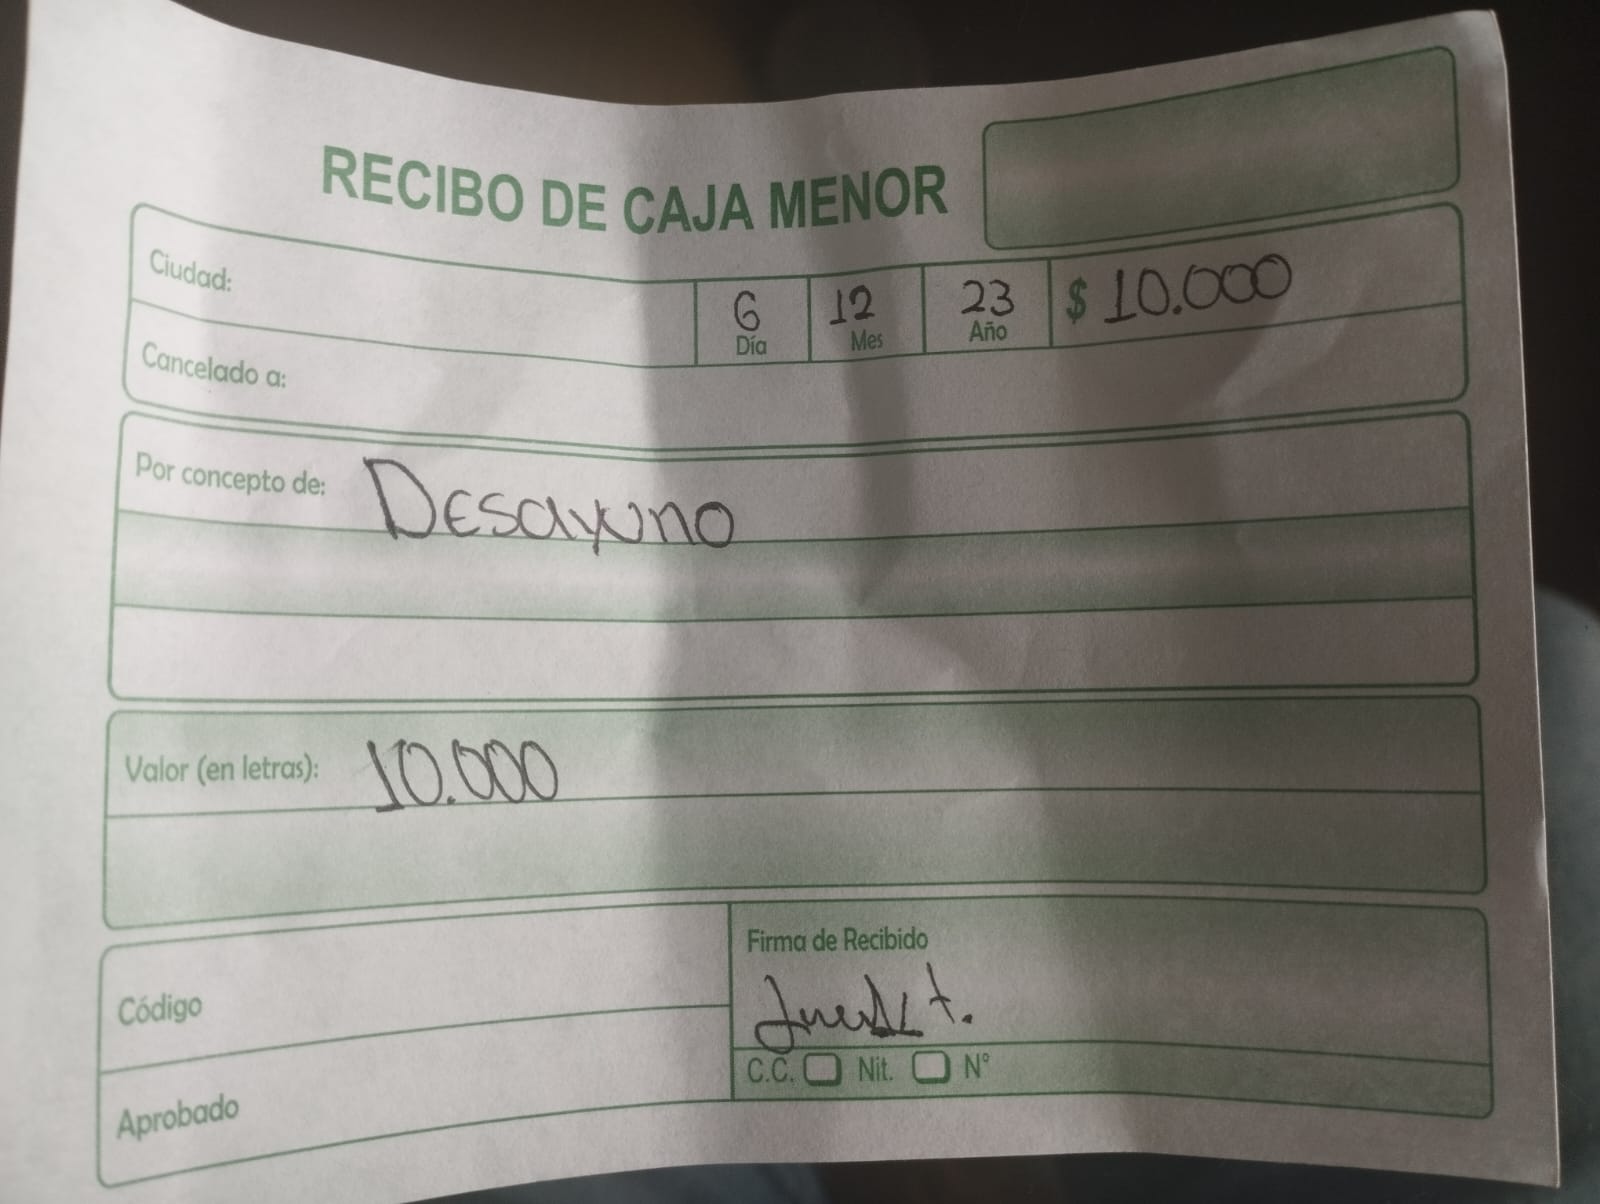 RECIBO DE CAJA MENOR
Ciudad: 6 12 23 $ 10.000
Día Mes Año
Cancelado a:
Por concepto de: Desayuno
Valor (en letras): 10.000
Firma de Recibido
Código
C.C. Nit. N°
Aprobado